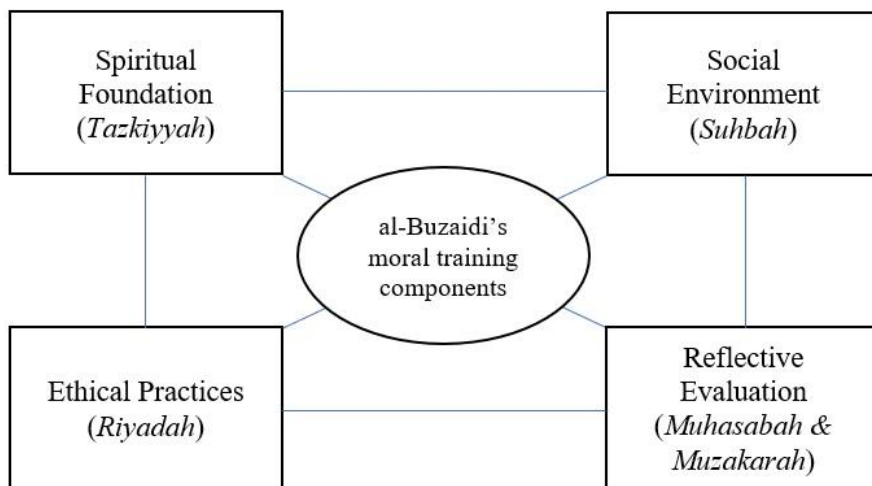 Spiritual
Foundation
(Tazkiyyah)
Social
Environment
(Suhbah)
al-Buzaidi’s
moral training
components
Ethical Practices
(Riyadah)
Reflective
Evaluation
(Muhasabah &
Muzakarah)